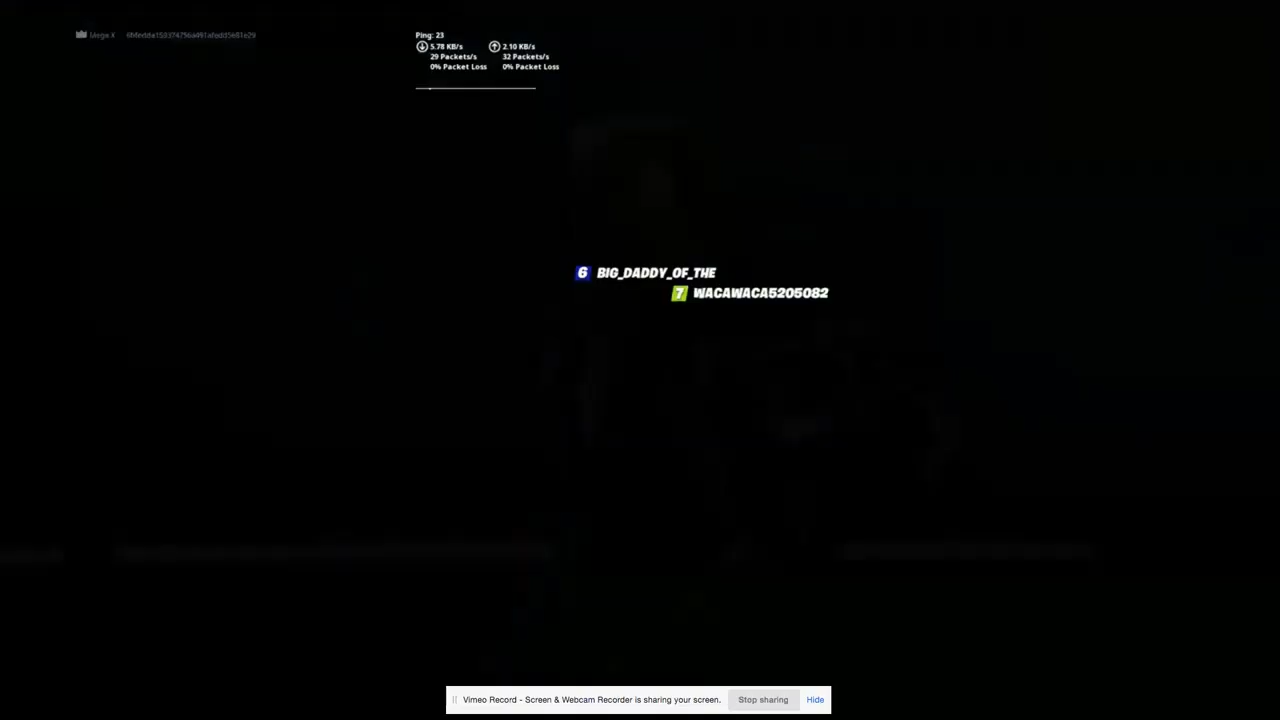 Mega X
Ping: 23
5.78 KB/s 2.10 KB/s
29 Packets/s 32 Packets/s
0% Packet Loss 0% Packet Loss
6 BIG_DADDY_OF_THE
7 WACAWACA5205082
Vimeo Record - Screen & Webcam Recorder is sharing your screen. Stop sharing Hide